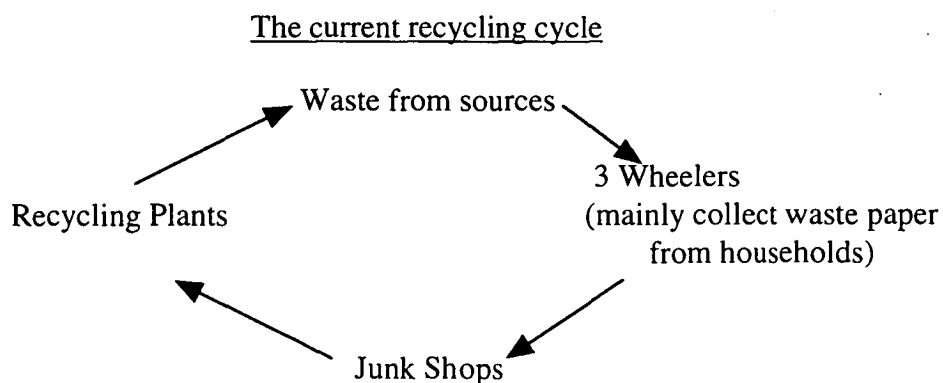 The current recycling cycle
Waste from sources
3 Wheelers
(mainly collect waste paper
from households)
Recycling Plants
Junk Shops